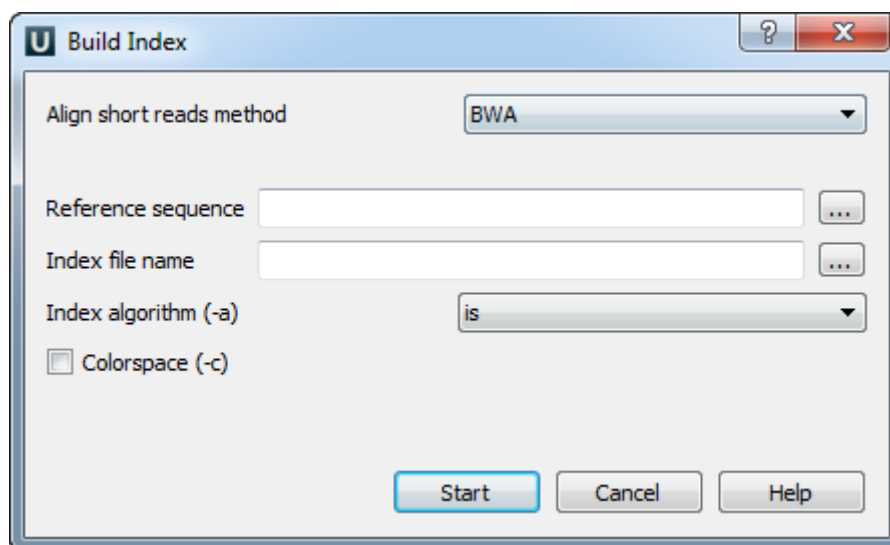 U Build Index ?
Align short reads method BWA
Reference sequence ...
Index file name ...
Index algorithm (-a) is
Colorspace (-c)
Start Cancel Help